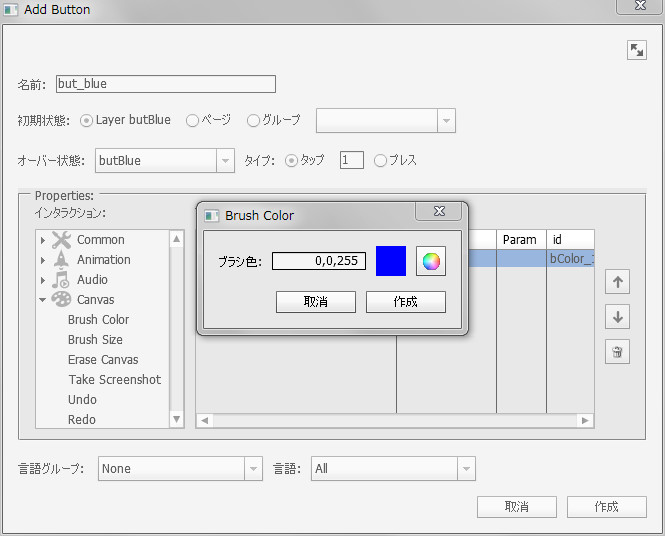 Add Button
名前: but_blue
初期状態: Layer butBlue ページ グループ
オーバー状態: butBlue タイプ: タップ 1 プレス
Properties:
インタラクション:
Common
Animation
Audio
Canvas
Brush Color
Brush Size
Erase Canvas
Take Screenshot
Undo
Redo
Param id
Brush Color
ブラシ色: 0,0,255
取消 作成
言語グループ: None 言語: All
取消 作成